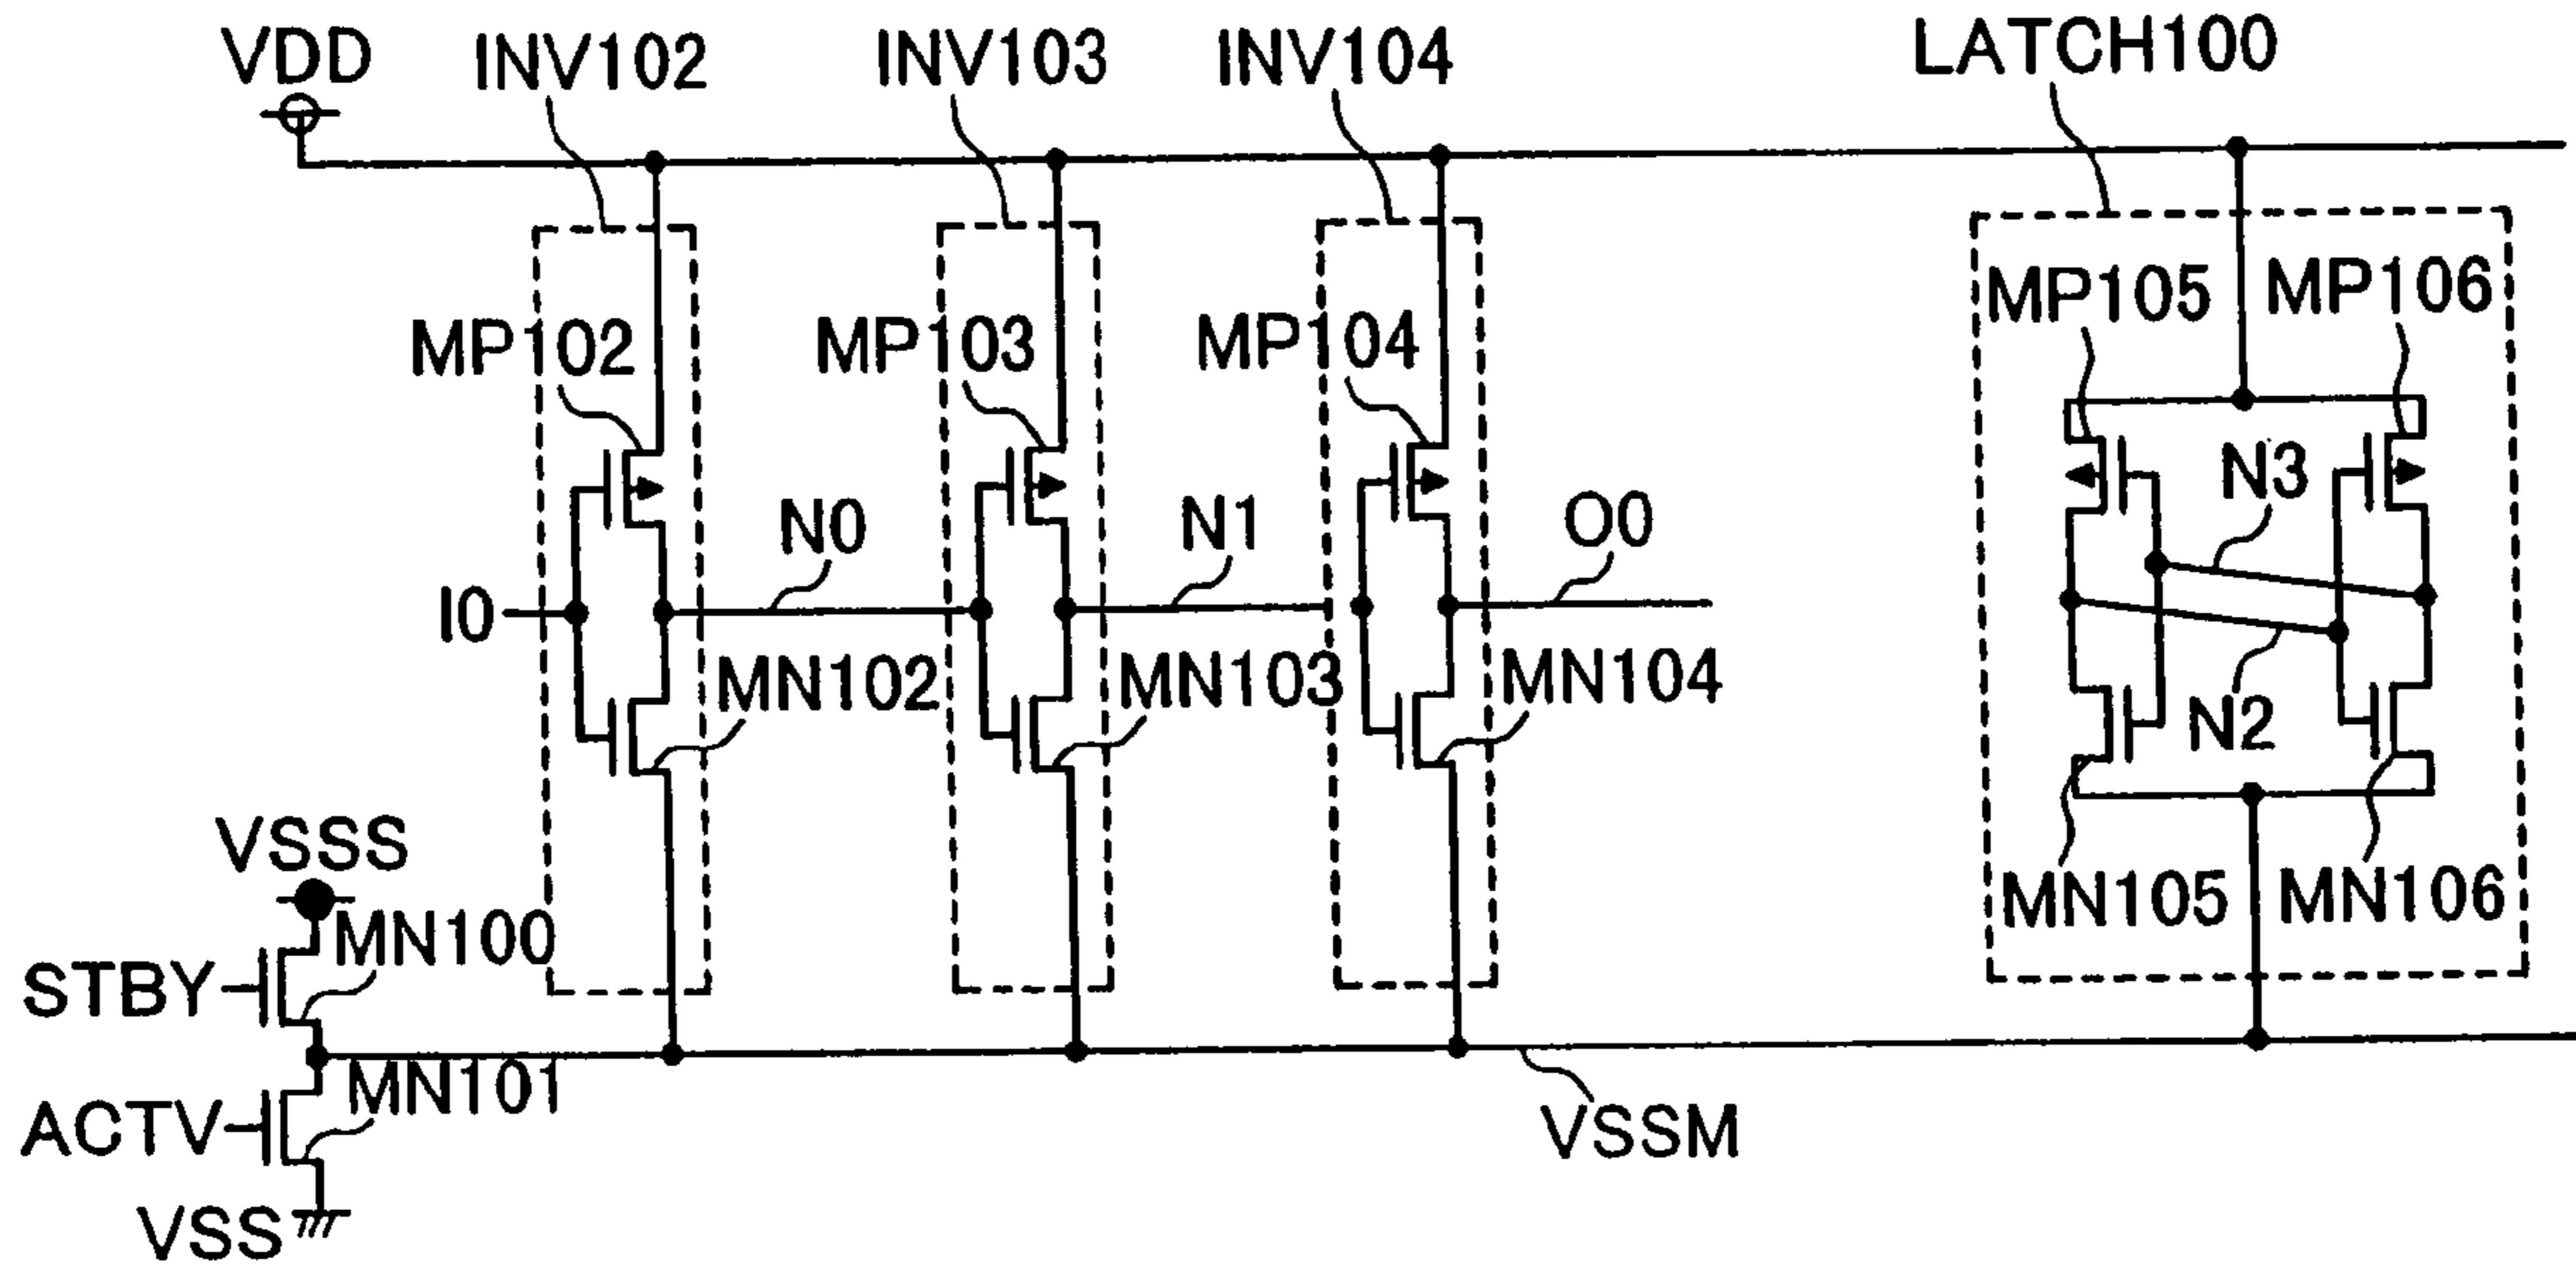 VDD
INV102
INV103
INV104
LATCH100
MP102
MP103
MP104
MP105
MP106
N0
N1
O0
N3
I0
MN102
MN103
MN104
N2
VSSS
MN100
MN105
MN106
STBY
MN101
ACTV
VSSM
VSS